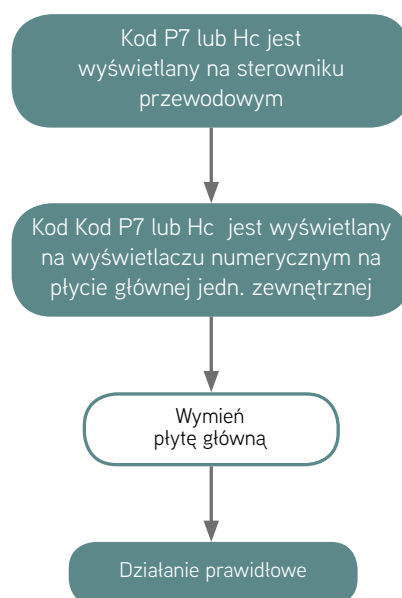 Kod P7 lub Hc jest
wyświetlany na sterowniku
przewodowym
Kod Kod P7 lub Hc jest wyświetlany
na wyświetlaczu numerycznym na
płycie głównej jedn. zewnętrznej
Wymień
płytę główną
Działanie prawidłowe